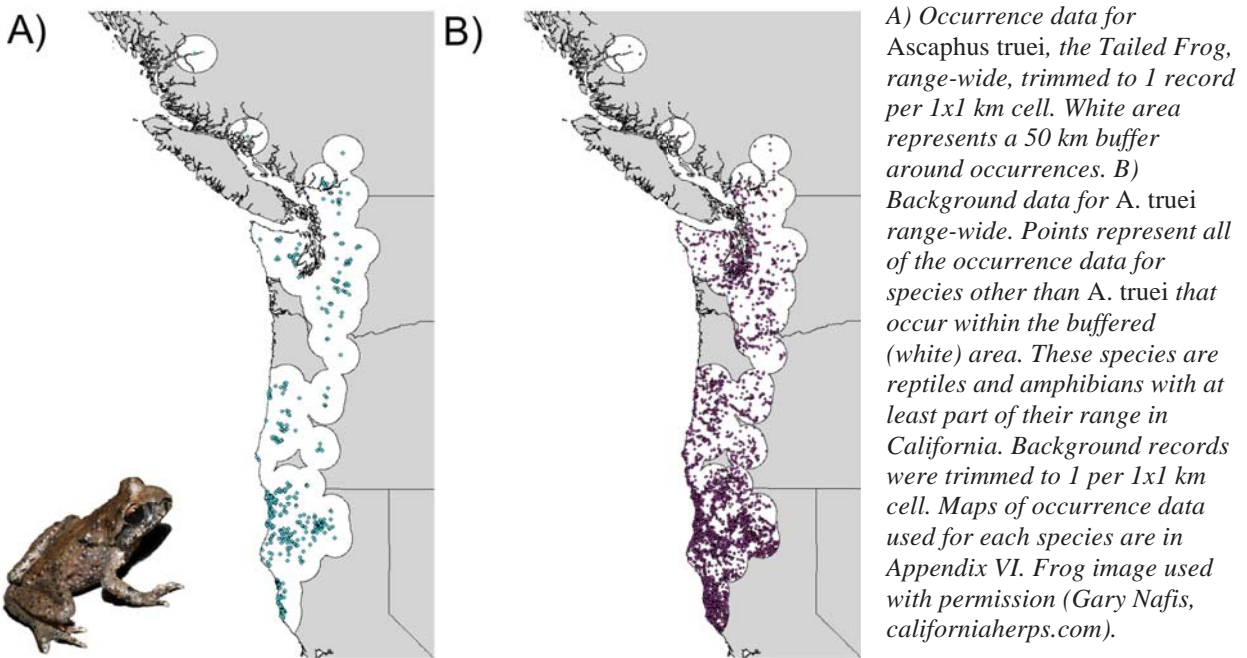 A)
B)
A) Occurrence data for
Ascaphus truei, the Tailed Frog,
range-wide, trimmed to 1 record
per 1x1 km cell. White area
represents a 50 km buffer
around occurrences. B)
Background data for A. truei
range-wide. Points represent all
of the occurrence data for
species other than A. truei that
occur within the buffered
(white) area. These species are
reptiles and amphibians with at
least part of their range in
California. Background records
were trimmed to 1 per 1x1 km
cell. Maps of occurrence data
used for each species are in
Appendix VI. Frog image used
with permission (Gary Nafis,
californiaherps.com).